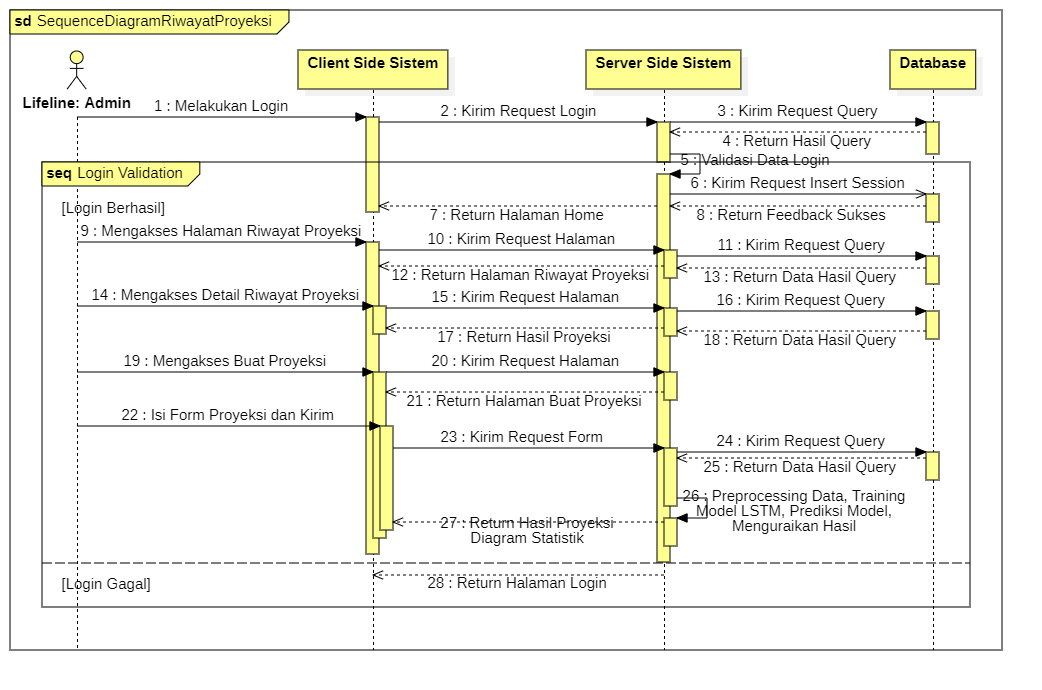 sd SequenceDiagramRiwayatProyeksi
Lifeline: Admin
Client Side Sistem
Server Side Sistem
Database
1 : Melakukan Login
2 : Kirim Request Login
3 : Kirim Request Query
4 : Return Hasil Query
5 : Validasi Data Login
seq Login Validation
6 : Kirim Request Insert Session
[Login Berhasil]
7 : Return Halaman Home
8 : Return Feedback Sukses
9 : Mengakses Halaman Riwayat Proyeksi
10 : Kirim Request Halaman
11 : Kirim Request Query
12 : Return Halaman Riwayat Proyeksi
13 : Return Data Hasil Query
14 : Mengakses Detail Riwayat Proyeksi
15 : Kirim Request Halaman
16 : Kirim Request Query
17 : Return Hasil Proyeksi
18 : Return Data Hasil Query
19 : Mengakses Buat Proyeksi
20 : Kirim Request Halaman
21 : Return Halaman Buat Proyeksi
22 : Isi Form Proyeksi dan Kirim
23 : Kirim Request Form
24 : Kirim Request Query
25 : Return Data Hasil Query
26 : Preprocessing Data, Training
Model LSTM, Prediksi Model,
Menguraikan Hasil
27 : Return Hasil Proyeksi
Diagram Statistik
[Login Gagal]
28 : Return Halaman Login